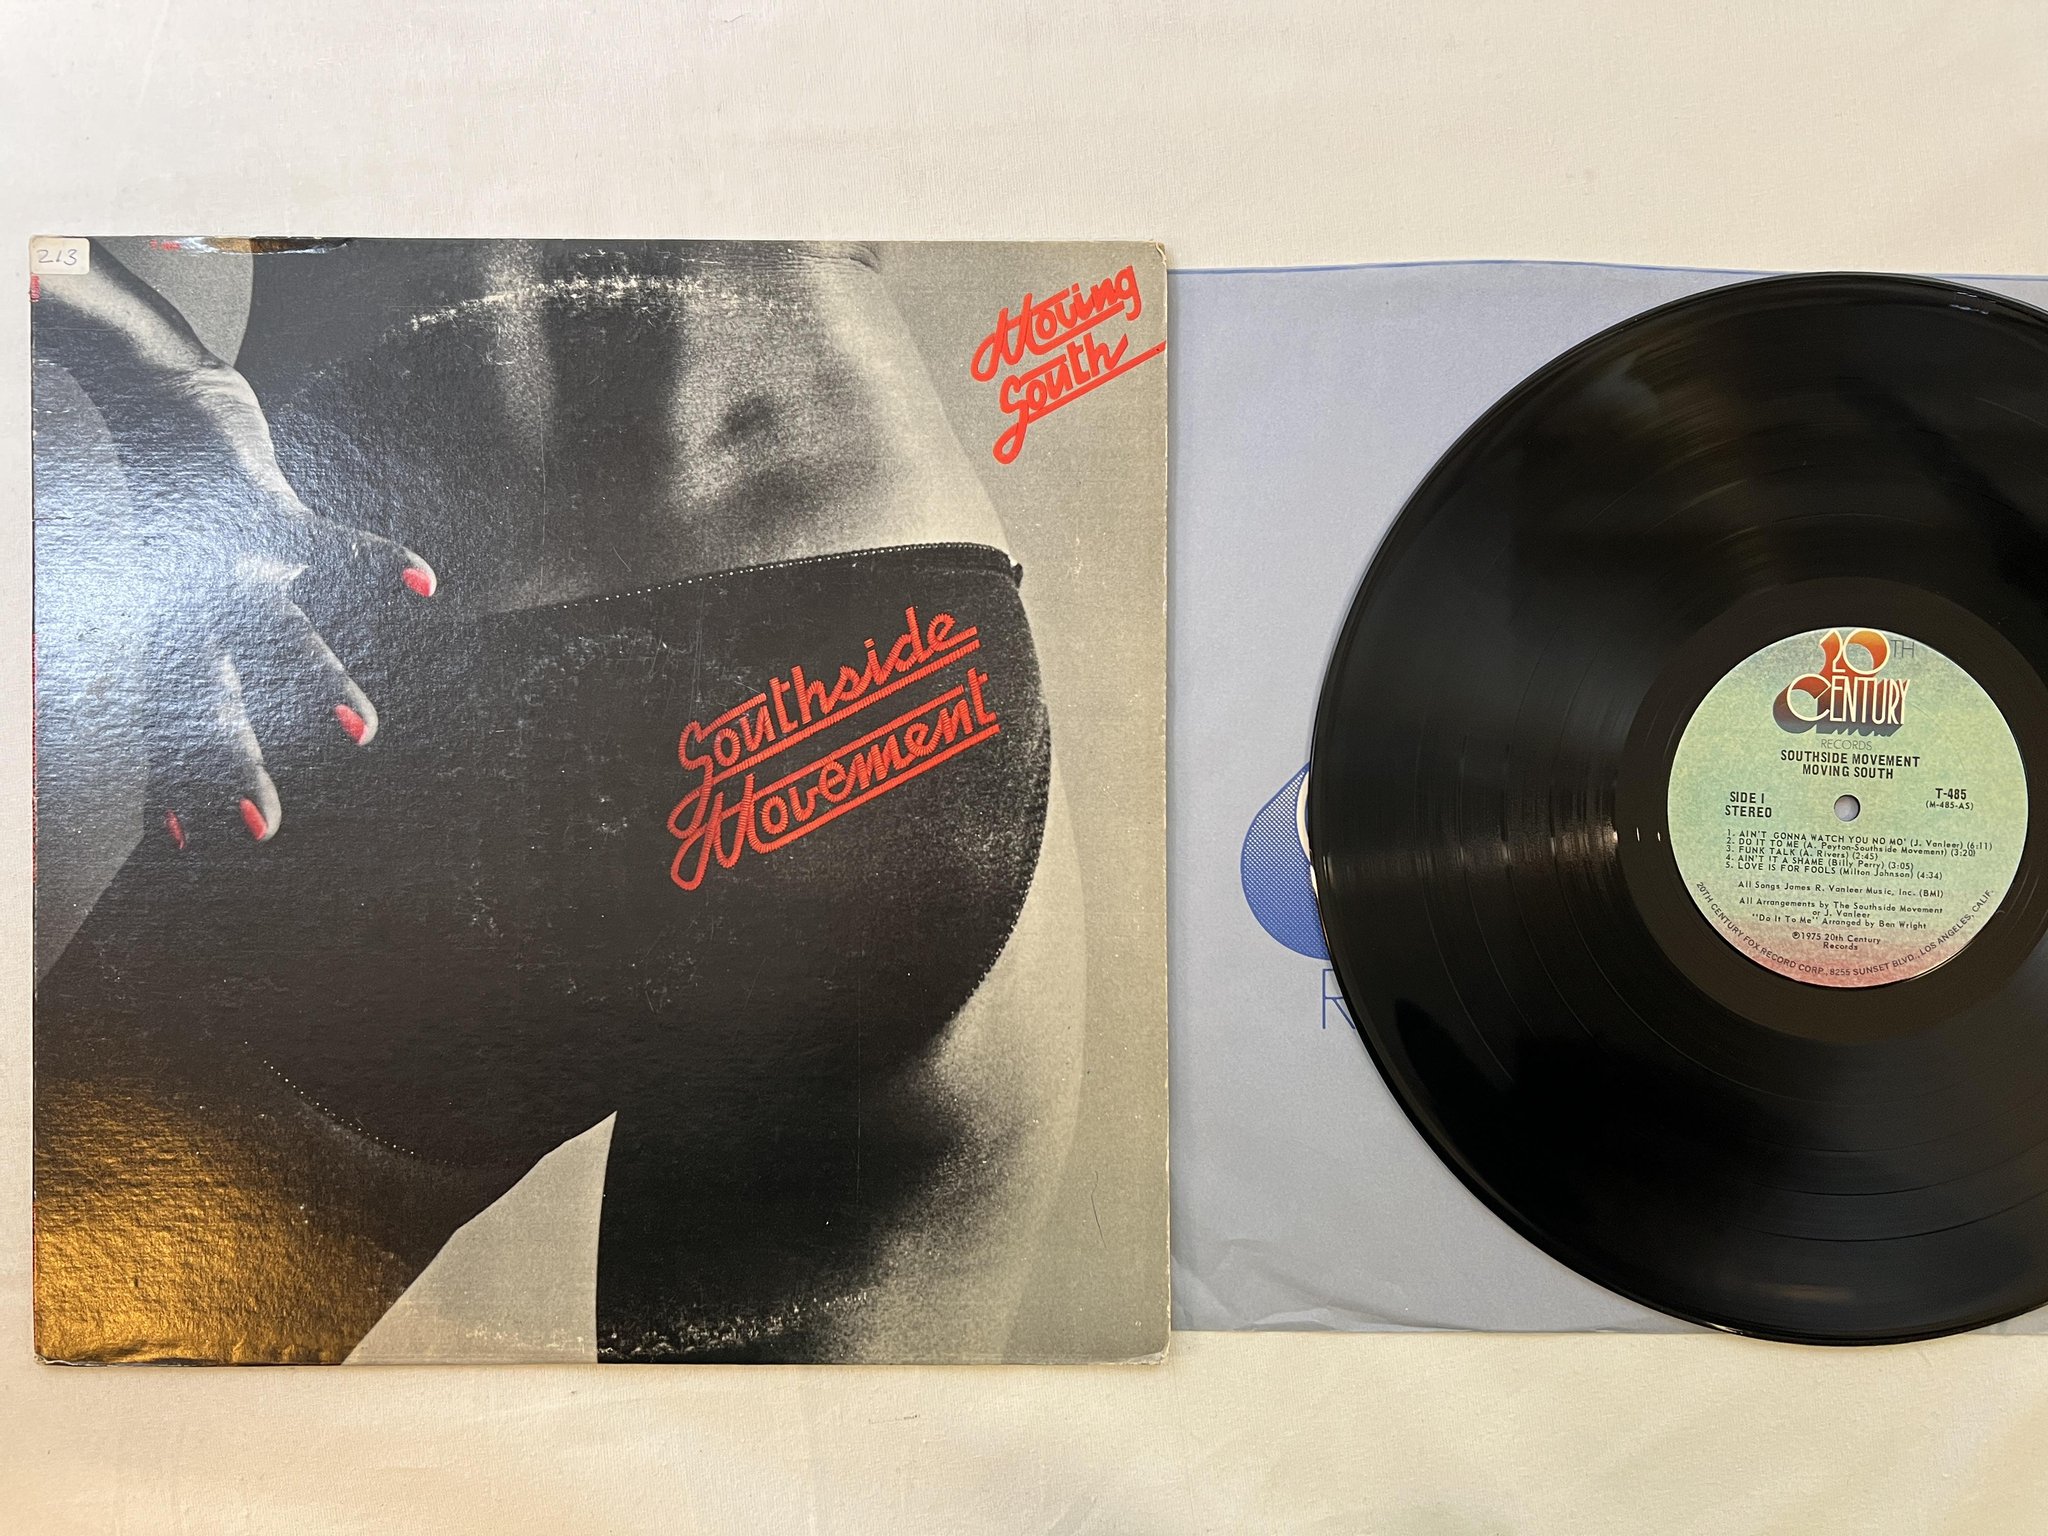 213
Moving
South
Southside
Movement
20TH
CENTURY
RECORDS
SOUTHSIDE MOVEMENT
MOVING SOUTH
SIDE I
STEREO
T-485
(M-485-AS)
1. AIN'T GONNA WATCH YOU NO MO' (J. Vanleer) (6:11)
2. DO IT TO ME (A. Peyton-Southside Movement) (3:20)
3. FUNK TALK (A. Rivers) (2:45)
4. AIN'T IT A SHAME (Billy Perry) (3:05)
5. LOVE IS FOR FOOLS (Milton Johnson) (4:34)
All Songs James R. Vanleer Music, Inc. (BMI)
All Arrangements by The Southside Movement
or J. Vanleer
"Do It To Me" Arranged by Ben Wright
℗1975 20th Century
Records
20TH CENTURY FOX RECORD CORP., 8255 SUNSET BLVD., LOS ANGELES, CALIF.
R